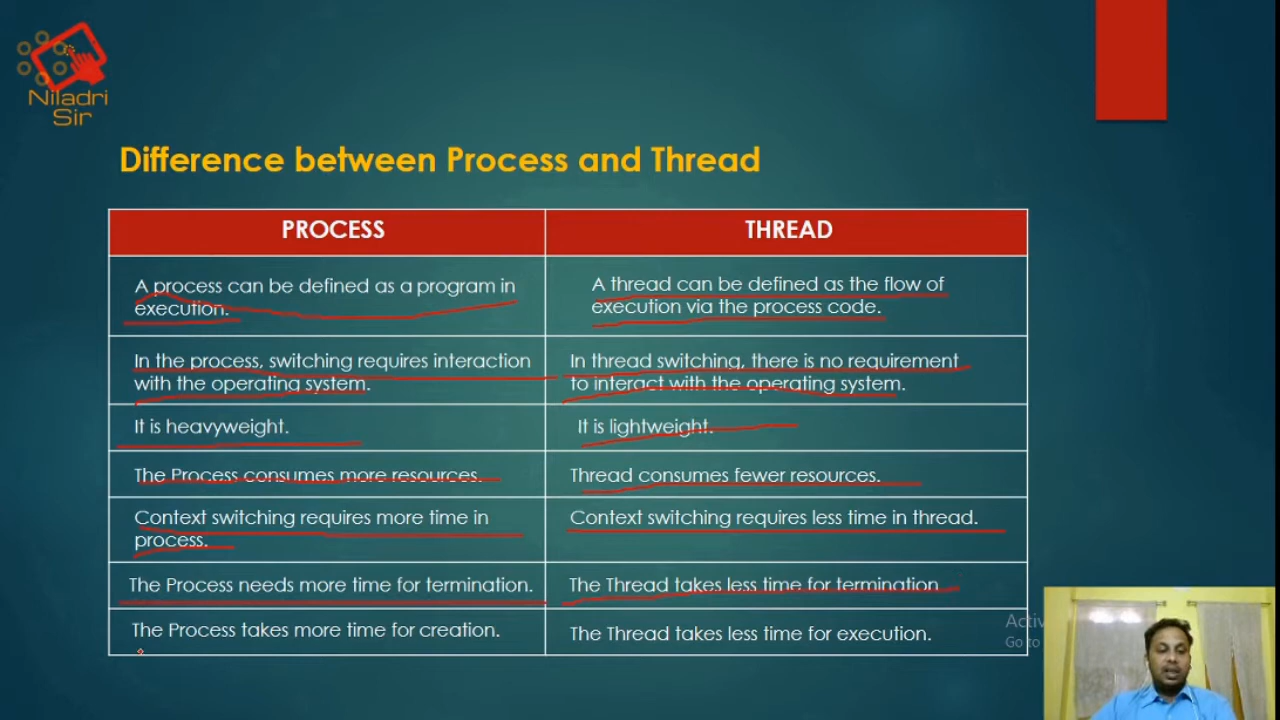 Niladri
Sir
Difference between Process and Thread
PROCESS
THREAD
A process can be defined as a program in
execution.
A thread can be defined as the flow of
execution via the process code.
In the process, switching requires interaction
with the operating system.
In thread switching, there is no requirement
to interact with the operating system.
It is heavyweight.
It is lightweight.
The Process consumes more resources.
Thread consumes fewer resources.
Context switching requires more time in
process.
Context switching requires less time in thread.
The Process needs more time for termination.
The Thread takes less time for termination
The Process takes more time for creation.
The Thread takes less time for execution.
Activ
Go to